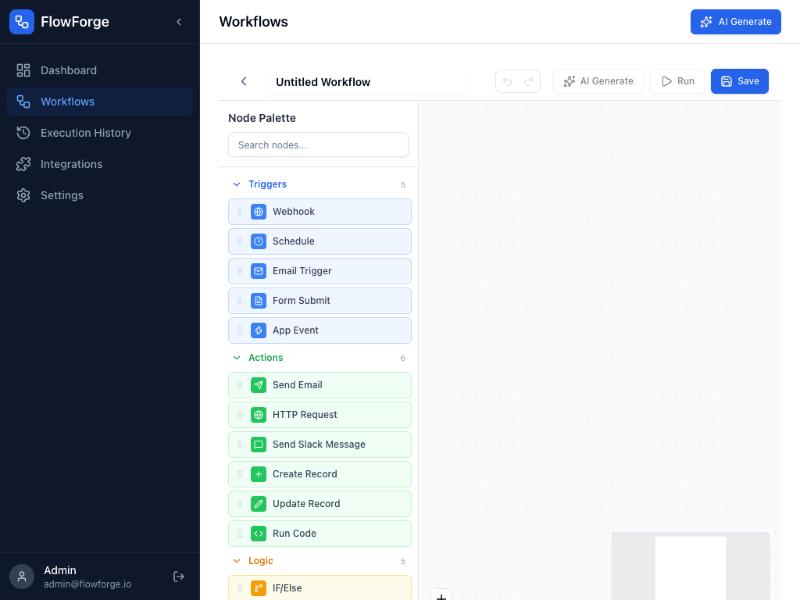 FlowForge
Dashboard
Workflows
Execution History
Integrations
Settings
Admin
admin@flowforge.io
Workflows
AI Generate
Untitled Workflow
AI Generate
Run
Save
Node Palette
Search nodes...
Triggers 5
Webhook
Schedule
Email Trigger
Form Submit
App Event
Actions 6
Send Email
HTTP Request
Send Slack Message
Create Record
Update Record
Run Code
Logic 5
IF/Else